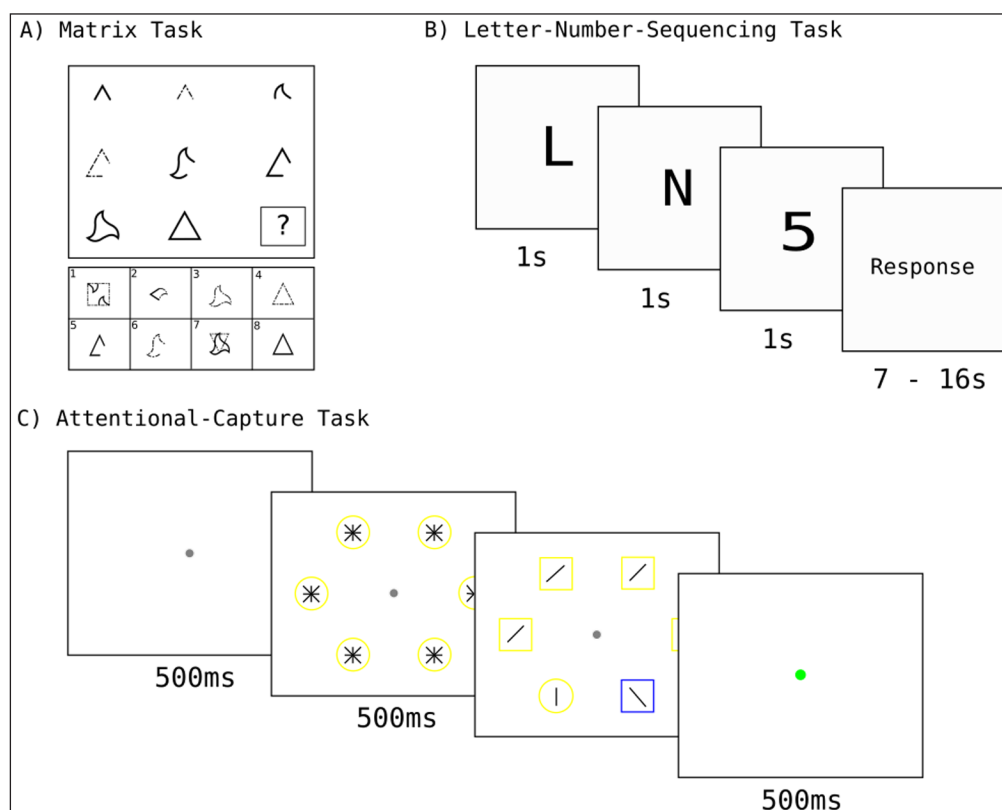 A) Matrix Task
?
1 2 3 4
5 6 7 8
B) Letter-Number-Sequencing Task
L
1s
N
1s
5
1s
Response
7 - 16s
C) Attentional-Capture Task
500ms
500ms
500ms